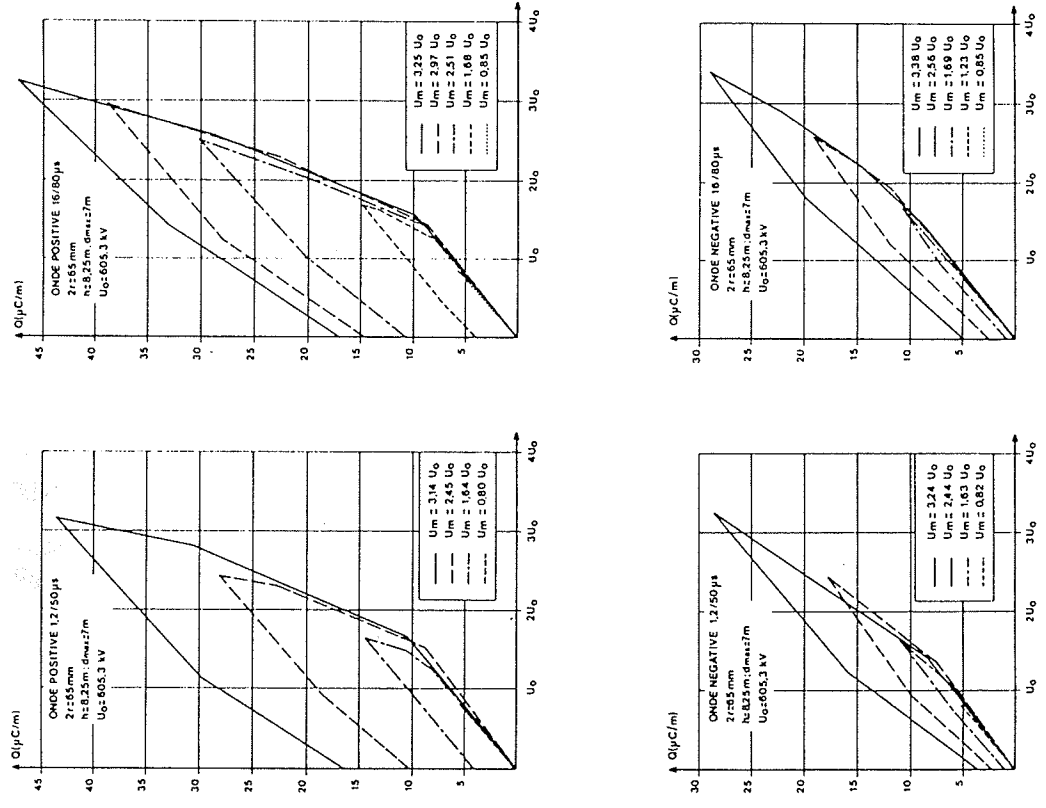 Q(μC/m)
ONDE POSITIVE 16/80μs
2r=65mm
h=8,25m; dmax=7m
U₀=605,3 kV
Um = 3,25 U₀
Um = 2,97 U₀
Um = 2,51 U₀
Um = 1,68 U₀
Um = 0,85 U₀
45
40
35
30
25
20
15
10
5
U₀
2U₀
3U₀
4U₀
Q(μC/m)
ONDE NEGATIVE 16/80μs
2r=65mm
h=8,25m; dmax=7m
U₀=605,3 kV
Um = 3,38 U₀
Um = 2,56 U₀
Um = 1,69 U₀
Um = 1,23 U₀
Um = 0,85 U₀
30
25
20
15
10
5
U₀
2U₀
3U₀
4U₀
Q(μC/m)
ONDE POSITIVE 1,2/50μs
2r=65mm
h=8,25m; dmax=7m
U₀=605,3 kV
Um = 3,14 U₀
Um = 2,45 U₀
Um = 1,64 U₀
Um = 0,80 U₀
45
40
35
30
25
20
15
10
5
U₀
2U₀
3U₀
4U₀
Q(μC/m)
ONDE NEGATIVE 1,2/50μs
2r=65mm
h=8,25m; dmax=7m
U₀=605,3 kV
Um = 3,24 U₀
Um = 2,44 U₀
Um = 1,63 U₀
Um = 0,82 U₀
30
25
20
15
10
5
U₀
2U₀
3U₀
4U₀